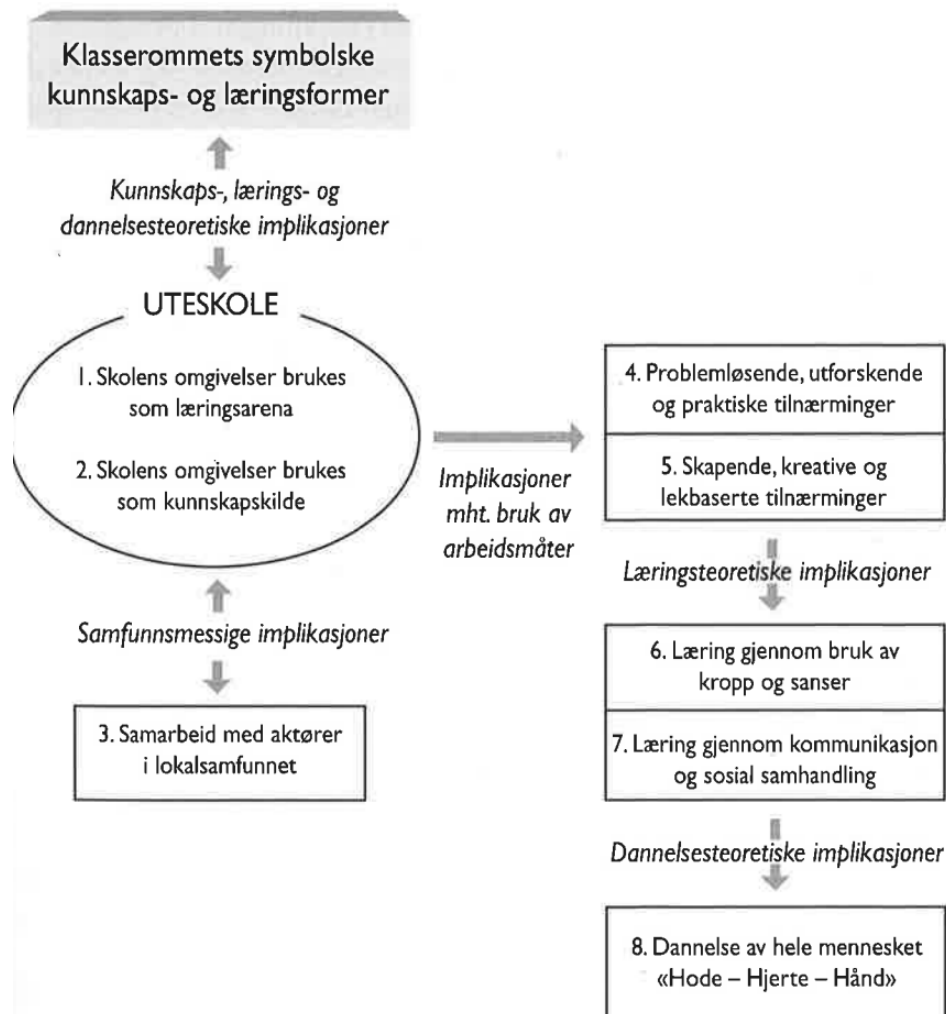 Klasserommets symbolske
kunnskaps- og læringsformer
Kunnskaps-, lærings- og
dannelsesteoretiske implikasjoner
UTESKOLE
1. Skolens omgivelser brukes
som læringsarena
2. Skolens omgivelser brukes
som kunnskapskilde
Samfunnsmessige implikasjoner
3. Samarbeid med aktører
i lokalsamfunnet
Implikasjoner
mht. bruk av
arbeidsmåter
4. Problemløsende, utforskende
og praktiske tilnærminger
5. Skapende, kreative og
lekbaserte tilnærminger
Læringsteoretiske implikasjoner
6. Læring gjennom bruk av
kropp og sanser
7. Læring gjennom kommunikasjon
og sosial samhandling
Dannelsesteoretiske implikasjoner
8. Dannelse av hele mennesket
«Hode – Hjerte – Hånd»